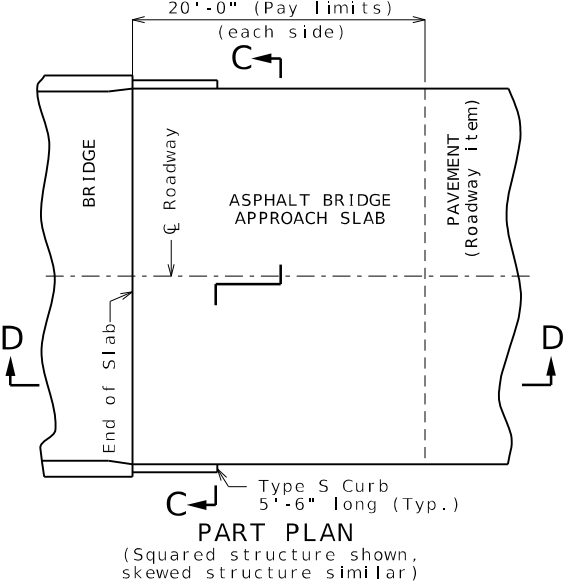 20'-0" (Pay limits)
(each side)
C
BRIDGE
℄ Roadway
ASPHALT BRIDGE
APPROACH SLAB
PAVEMENT
(Roadway item)
D
End of Slab
D
Type S Curb
5'-6" long (Typ.)
C
PART PLAN
(Squared structure shown,
skewed structure similar)